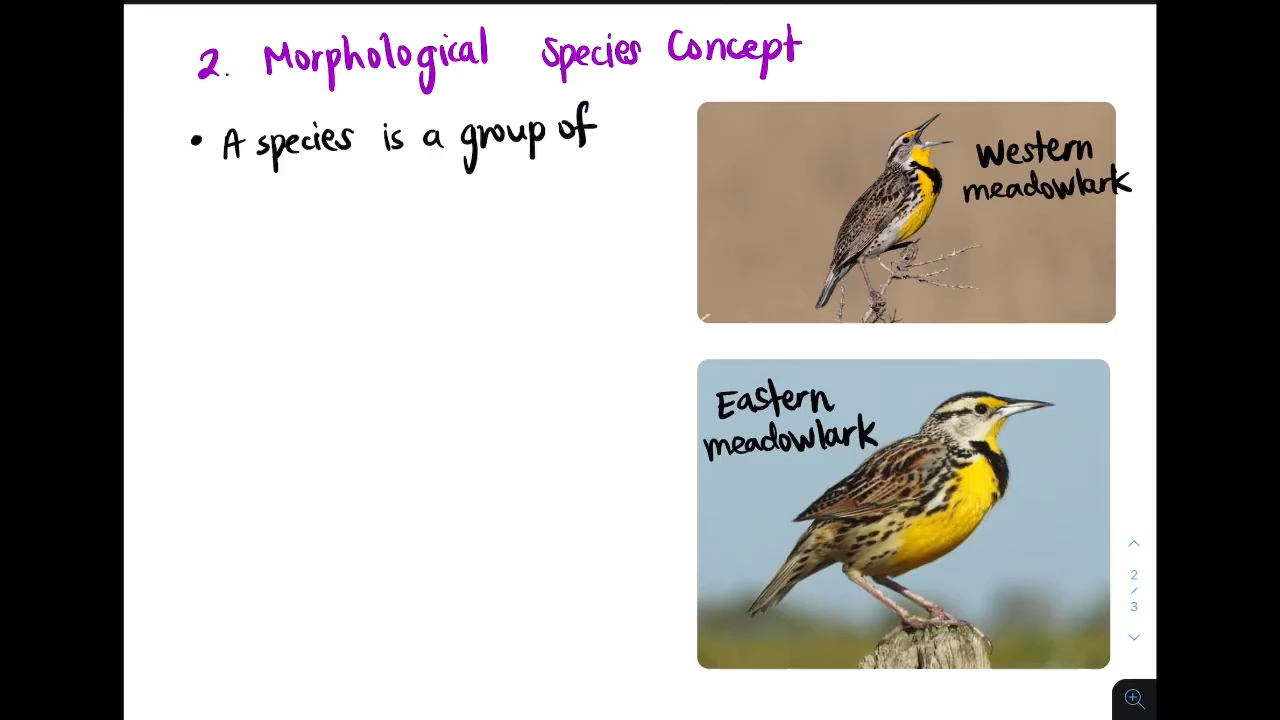 2. Morphological Species Concept
• A species is a group of
Western
meadowlark
Eastern
meadowlark
2
/
3